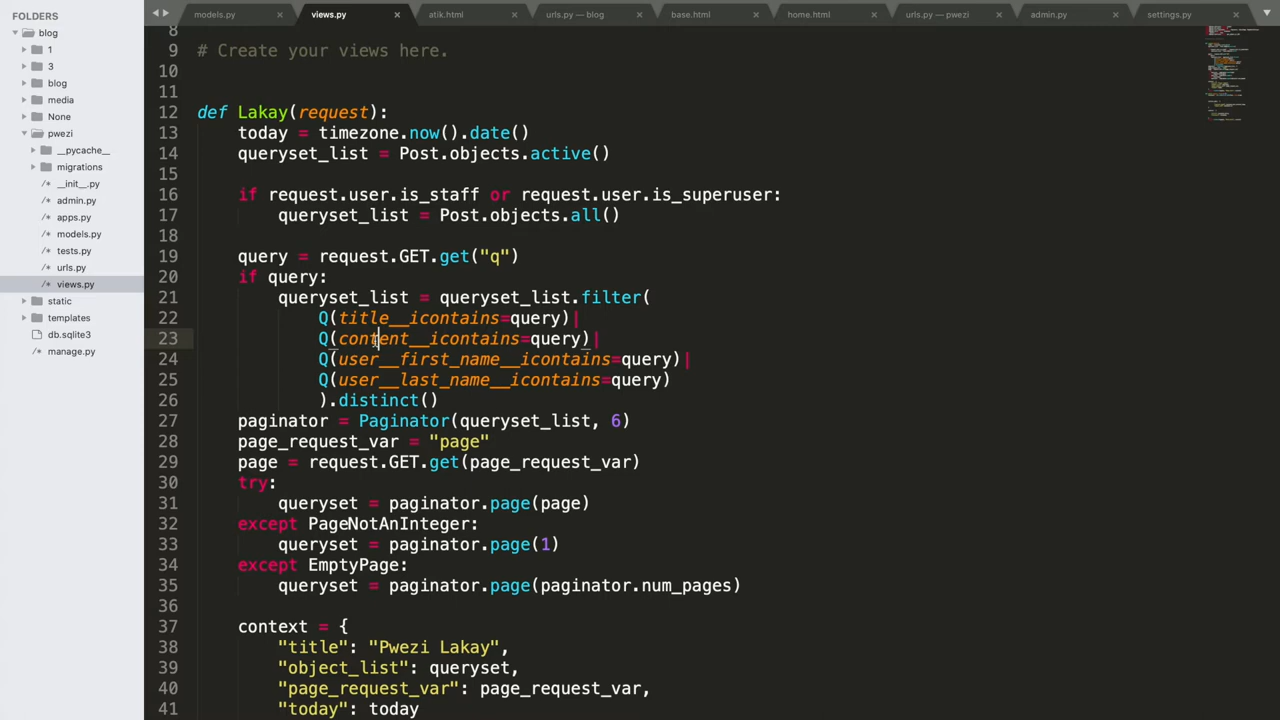 FOLDERS
blog
1
3
blog
media
None
pwezi
__pycache__
migrations
__init__.py
admin.py
apps.py
models.py
tests.py
urls.py
views.py
static
templates
db.sqlite3
manage.py
models.py
views.py
atik.html
urls.py — blog
base.html
home.html
urls.py — pwezi
admin.py
settings.py
8
9 # Create your views here.
10
11
12 def Lakay(request):
13 today = timezone.now().date()
14 queryset_list = Post.objects.active()
15
16 if request.user.is_staff or request.user.is_superuser:
17 queryset_list = Post.objects.all()
18
19 query = request.GET.get("q")
20 if query:
21 queryset_list = queryset_list.filter(
22 Q(title__icontains=query)|
23 Q(content__icontains=query)|
24 Q(user__first_name__icontains=query)|
25 Q(user__last_name__icontains=query)
26 ).distinct()
27 paginator = Paginator(queryset_list, 6)
28 page_request_var = "page"
29 page = request.GET.get(page_request_var)
30 try:
31 queryset = paginator.page(page)
32 except PageNotAnInteger:
33 queryset = paginator.page(1)
34 except EmptyPage:
35 queryset = paginator.page(paginator.num_pages)
36
37 context = {
38 "title": "Pwezi Lakay",
39 "object_list": queryset,
40 "page_request_var": page_request_var,
41 "today": today